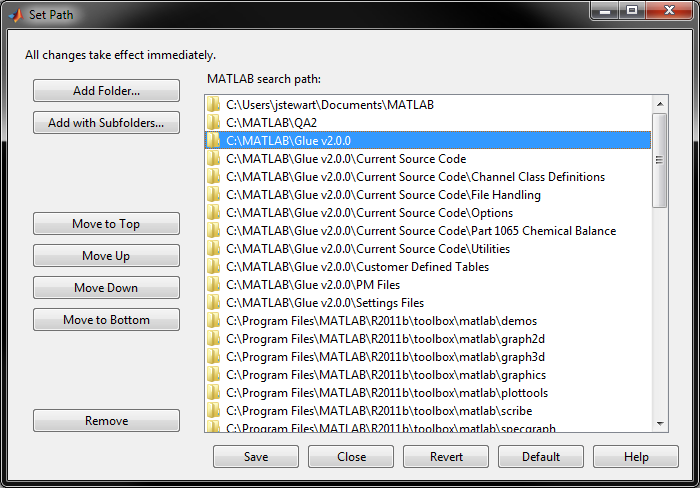 Set Path
All changes take effect immediately.
Add Folder...
Add with Subfolders...
Move to Top
Move Up
Move Down
Move to Bottom
Remove
MATLAB search path:
C:\Users\jstewart\Documents\MATLAB
C:\MATLAB\QA2
C:\MATLAB\Glue v2.0.0
C:\MATLAB\Glue v2.0.0\Current Source Code
C:\MATLAB\Glue v2.0.0\Current Source Code\Channel Class Definitions
C:\MATLAB\Glue v2.0.0\Current Source Code\File Handling
C:\MATLAB\Glue v2.0.0\Current Source Code\Options
C:\MATLAB\Glue v2.0.0\Current Source Code\Part 1065 Chemical Balance
C:\MATLAB\Glue v2.0.0\Current Source Code\Utilities
C:\MATLAB\Glue v2.0.0\Customer Defined Tables
C:\MATLAB\Glue v2.0.0\PM Files
C:\MATLAB\Glue v2.0.0\Settings Files
C:\Program Files\MATLAB\R2011b\toolbox\matlab\demos
C:\Program Files\MATLAB\R2011b\toolbox\matlab\graph2d
C:\Program Files\MATLAB\R2011b\toolbox\matlab\graph3d
C:\Program Files\MATLAB\R2011b\toolbox\matlab\graphics
C:\Program Files\MATLAB\R2011b\toolbox\matlab\plottools
C:\Program Files\MATLAB\R2011b\toolbox\matlab\scribe
C:\Program Files\MATLAB\R2011b\toolbox\matlab\specgraph
Save
Close
Revert
Default
Help